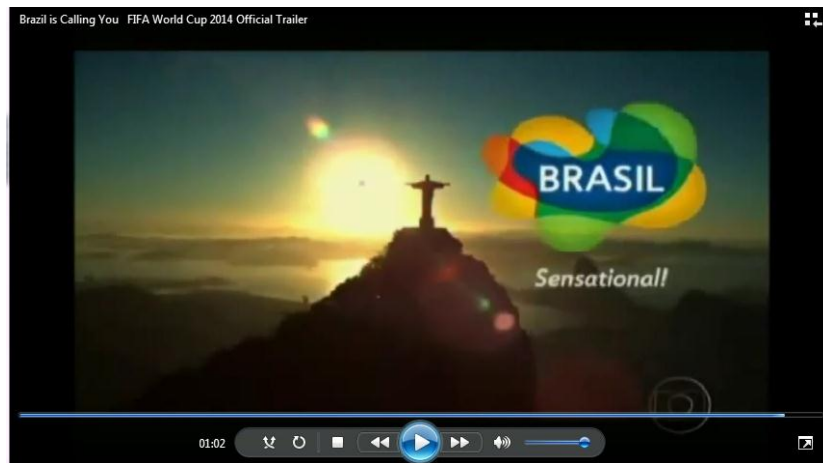 Brazil is Calling You FIFA World Cup 2014 Official Trailer
BRASIL
Sensational!
01:02